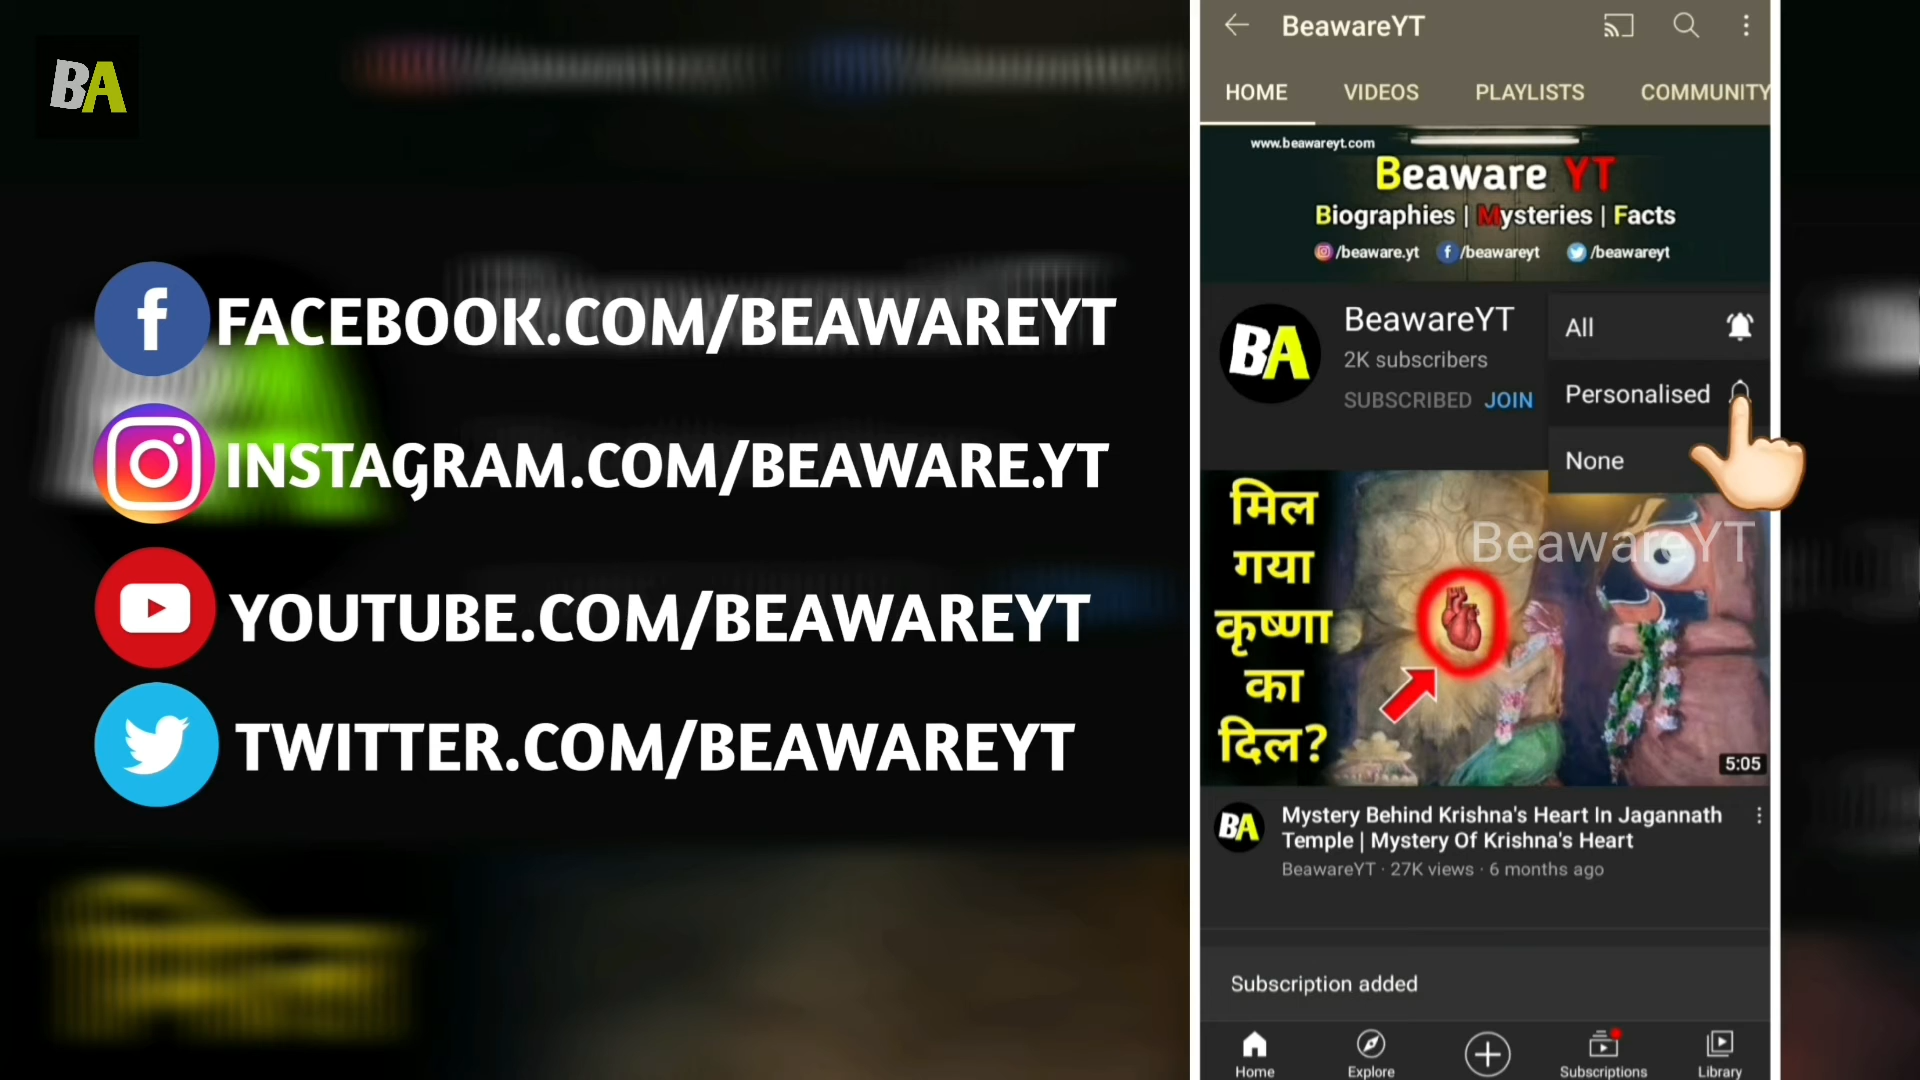 BA
FACEBOOK.COM/BEAWAREYT
INSTAGRAM.COM/BEAWARE.YT
YOUTUBE.COM/BEAWAREYT
TWITTER.COM/BEAWAREYT
BeawareYT
HOME VIDEOS PLAYLISTS COMMUNITY
www.beawareyt.com
Beaware YT
Biographies | Mysteries | Facts
/beaware.yt /beawareyt /beawareyt
BA
BeawareYT
2K subscribers
SUBSCRIBED JOIN
All
Personalised
None
मिल
गया
कृष्णा
का
दिल?
BeawareYT
5:05
BA
Mystery Behind Krishna's Heart In Jagannath
Temple | Mystery Of Krishna's Heart
BeawareYT · 27K views · 6 months ago
Subscription added
Home Explore Subscriptions Library